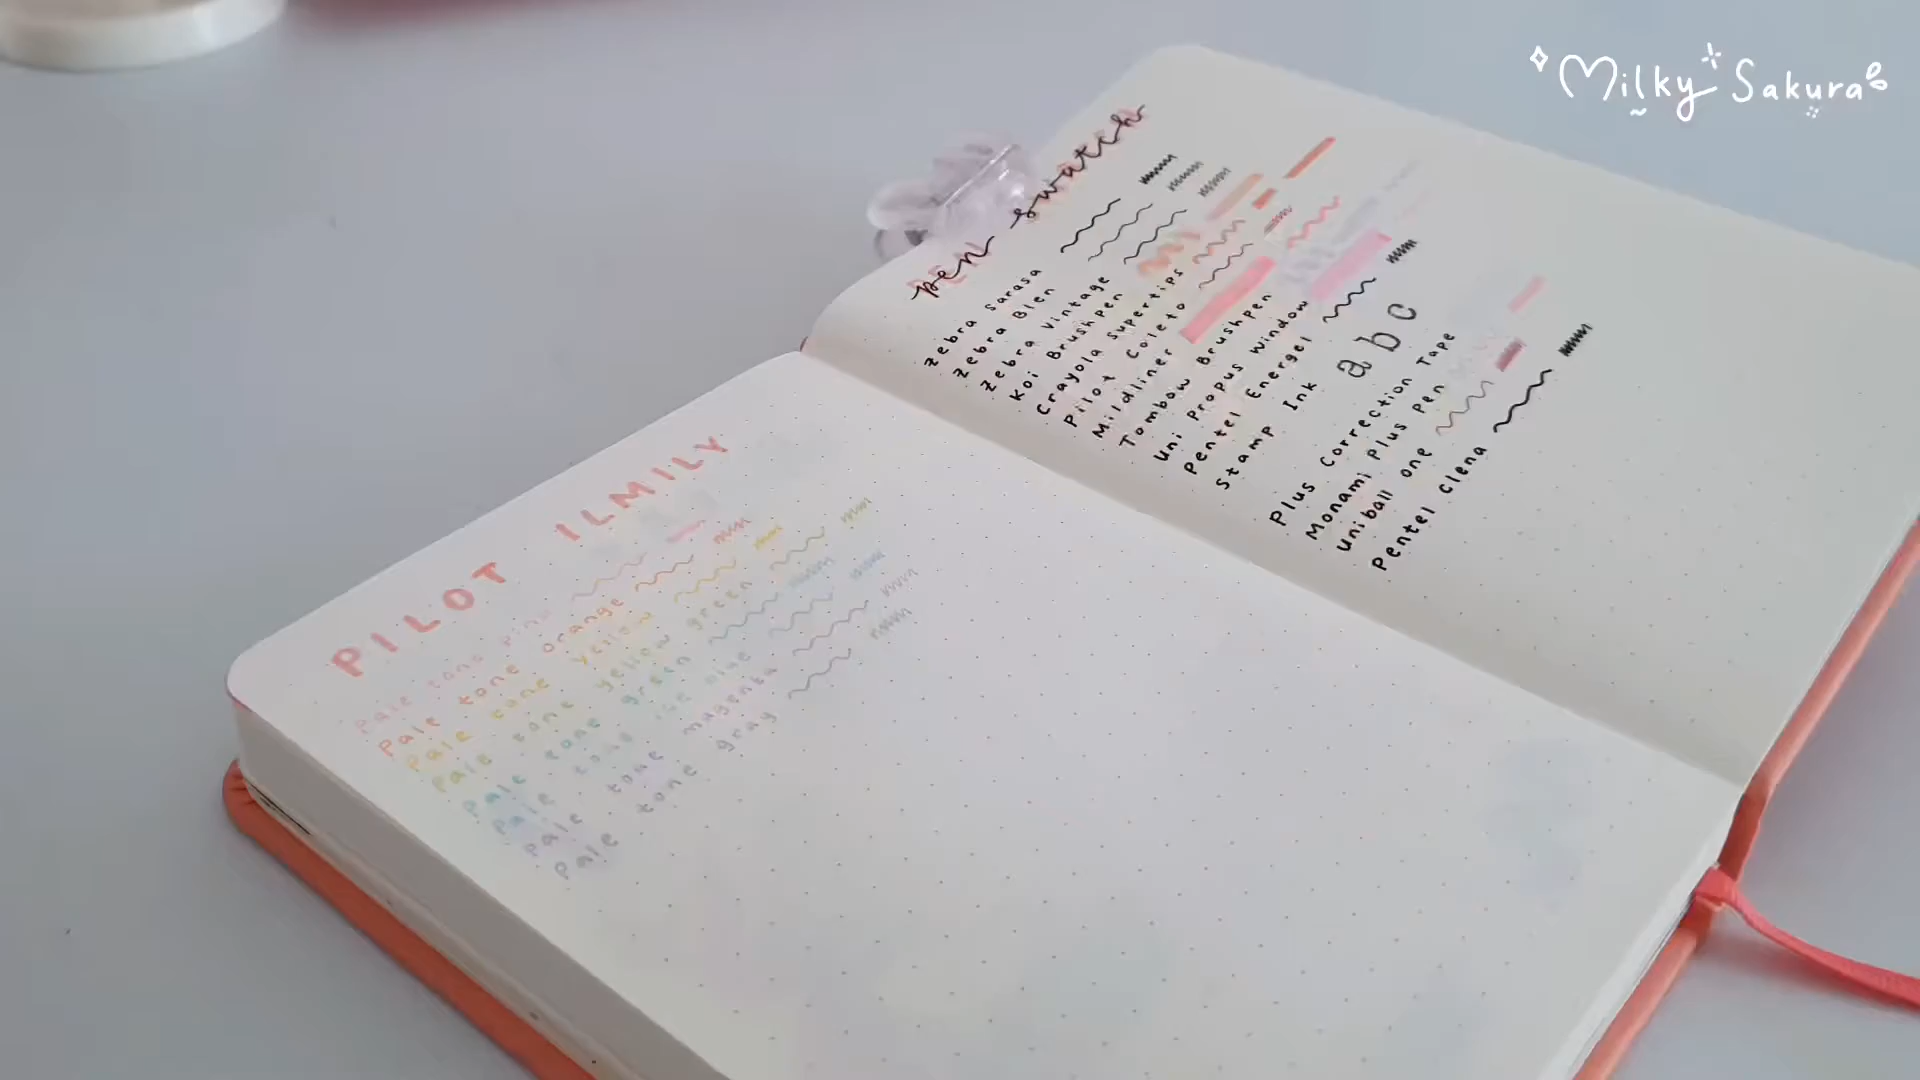 Milky Sakura
pen swatch
Zebra Sarasa
Zebra Blen
Zebra Vintage
Koi Brushpen
Crayola Supertips
Pilot Coleto
Mildliner
Tombow Brushpen
Uni Propus Window
Pentel Energel
Stamp Ink abc
Plus Correction Tape
Monami Plus Pen
Uniball one
Pentel Clena
PILOT ILMILY
Pale tone pink
Pale tone orange
Pale tone yellow
Pale tone yellow green
Pale tone green
Pale tone ice blue
Pale tone magenta
Pale tone gray